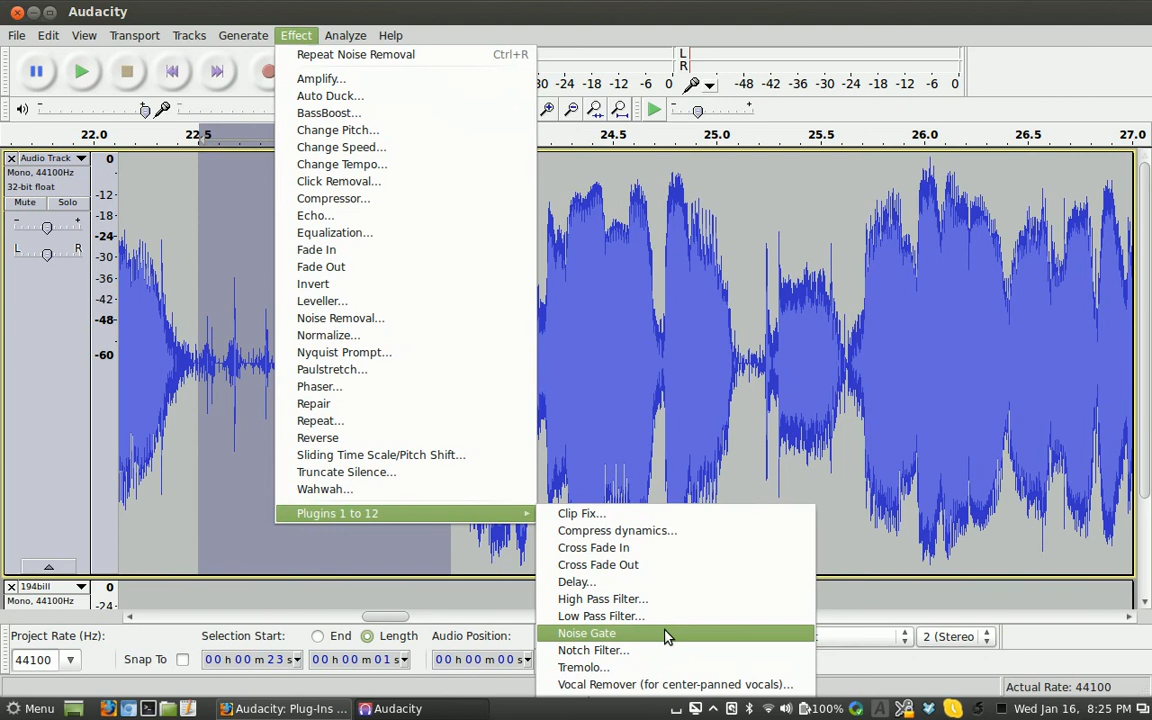 Audacity
File Edit View Transport Tracks Generate Effect Analyze Help
Repeat Noise Removal Ctrl+R
Amplify...
Auto Duck...
BassBoost...
Change Pitch...
Change Speed...
Change Tempo...
Click Removal...
Compressor...
Echo...
Equalization...
Fade In
Fade Out
Invert
Leveller...
Noise Removal...
Normalize...
Nyquist Prompt...
Paulstretch...
Phaser...
Repair
Repeat...
Reverse
Sliding Time Scale/Pitch Shift...
Truncate Silence...
Wahwah...
Plugins 1 to 12
Clip Fix...
Compress dynamics...
Cross Fade In
Cross Fade Out
Delay...
High Pass Filter...
Low Pass Filter...
Noise Gate
Notch Filter...
Tremolo...
Vocal Remover (for center-panned vocals)...
L
R
30 -24 -18 -12 -6 0
-48 -42 -36 -30 -24 -18 -12 -6 0
22.0 22.5 24.5 25.0 25.5 26.0 26.5 27.0
Audio Track
Mono, 44100Hz
32-bit float
Mute Solo
- +
L R
0
-12
-18
-24
-30
-36
-42
-48
-60
194bill
Mono, 44100Hz
0
-24
Project Rate (Hz):
44100
Snap To
Selection Start:
End Length
Audio Position:
00 h 00 m 23 s
00 h 00 m 01 s
00 h 00 m 00 s
2 (Stereo
Actual Rate: 44100
Menu
Audacity: Plug-Ins ...
Audacity
100%
Wed Jan 16, 8:25 PM